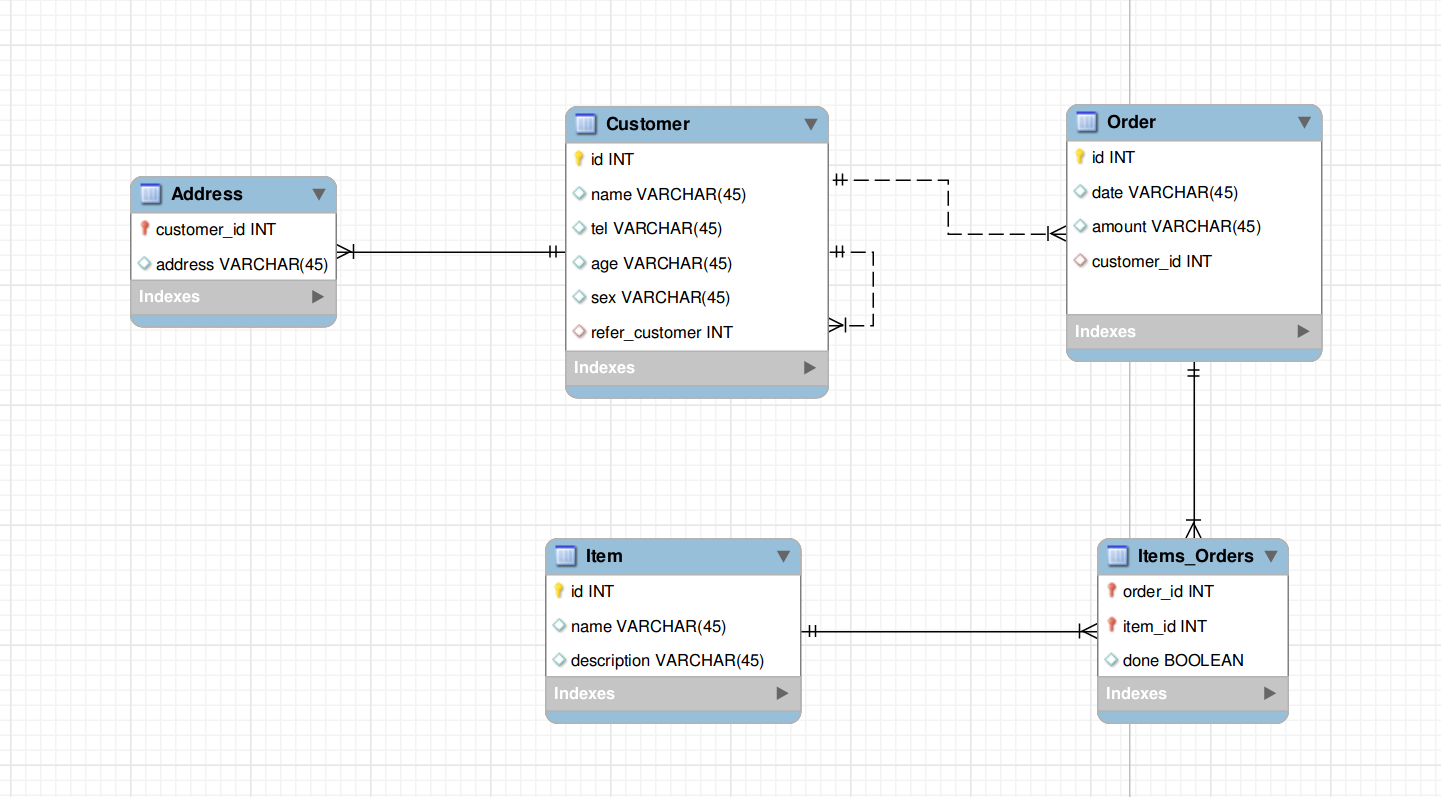 Address
customer_id INT
address VARCHAR(45)
Indexes
Customer
id INT
name VARCHAR(45)
tel VARCHAR(45)
age VARCHAR(45)
sex VARCHAR(45)
refer_customer INT
Indexes
Order
id INT
date VARCHAR(45)
amount VARCHAR(45)
customer_id INT
Indexes
Item
id INT
name VARCHAR(45)
description VARCHAR(45)
Indexes
Items_Orders
order_id INT
item_id INT
done BOOLEAN
Indexes